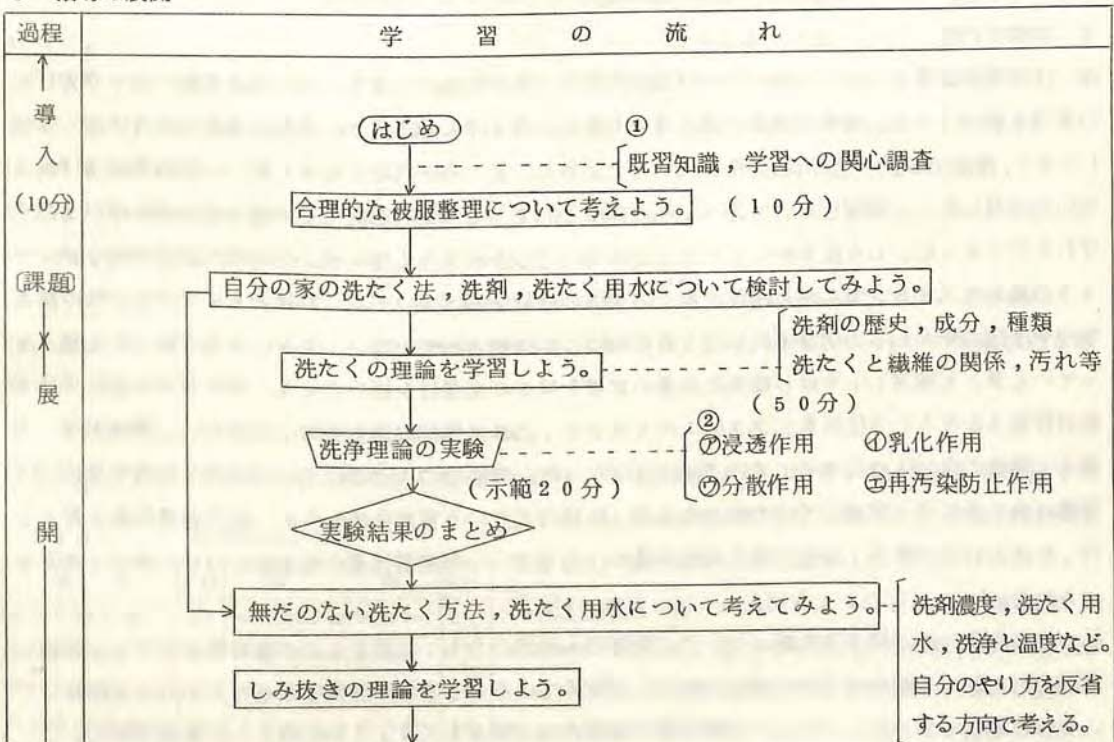 過程
学習の流れ
導入
(10分)
はじめ
①
既習知識，学習への関心調査
合理的な被服整理について考えよう。（10分）
〔課題〕
自分の家の洗たく法，洗剤，洗たく用水について検討してみよう。
洗剤の歴史，成分，種類
洗たくと繊維の関係，汚れ等
洗たくの理論を学習しよう。
（50分）
展開
洗浄理論の実験
②
㋐浸透作用 ㋑乳化作用
㋒分散作用 ㋓再汚染防止作用
（示範20分）
実験結果のまとめ
無だのない洗たく方法，洗たく用水について考えてみよう。
洗剤濃度，洗たく用
水，洗浄と温度など。
自分のやり方を反省
する方向で考える。
しみ抜きの理論を学習しよう。